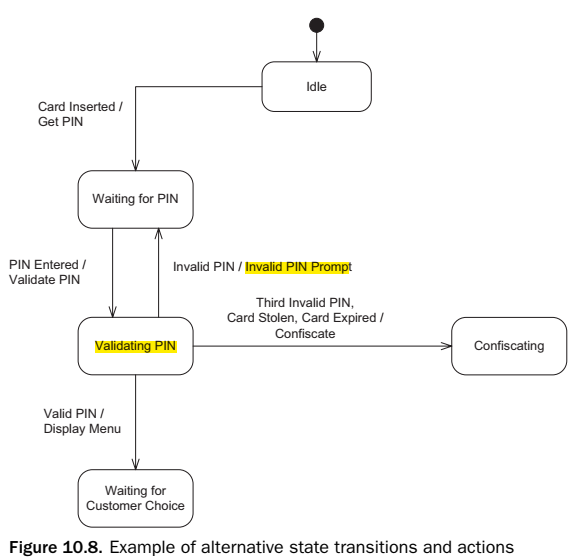 Idle
Card Inserted /
Get PIN
Waiting for PIN
PIN Entered /
Validate PIN
Invalid PIN / Invalid PIN Prompt
Third Invalid PIN,
Card Stolen, Card Expired /
Confiscate
Validating PIN
Confiscating
Valid PIN /
Display Menu
Waiting for
Customer Choice
Figure 10.8. Example of alternative state transitions and actions